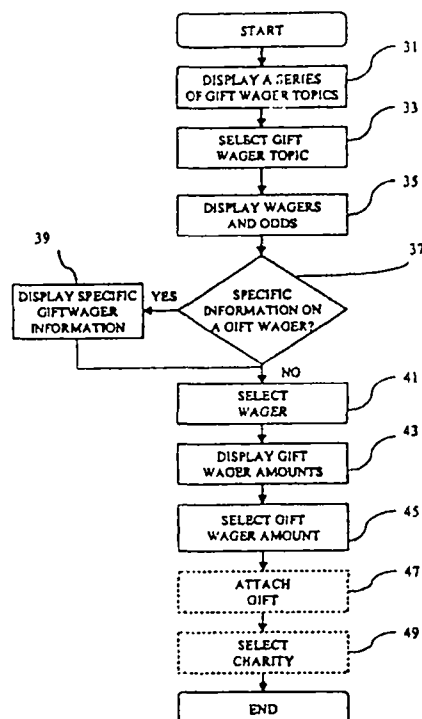 START
31
DISPLAY A SERIES
OF GIFT WAGER TOPICS
33
SELECT GIFT
WAGER TOPIC
35
DISPLAY WAGERS
AND ODDS
37
39
SPECIFIC
INFORMATION ON
A GIFT WAGER?
YES
DISPLAY SPECIFIC
GIFTWAGER
INFORMATION
NO
41
SELECT
WAGER
43
DISPLAY GIFT
WAGER AMOUNTS
45
SELECT GIFT
WAGER AMOUNT
47
ATTACH
GIFT
49
SELECT
CHARITY
END